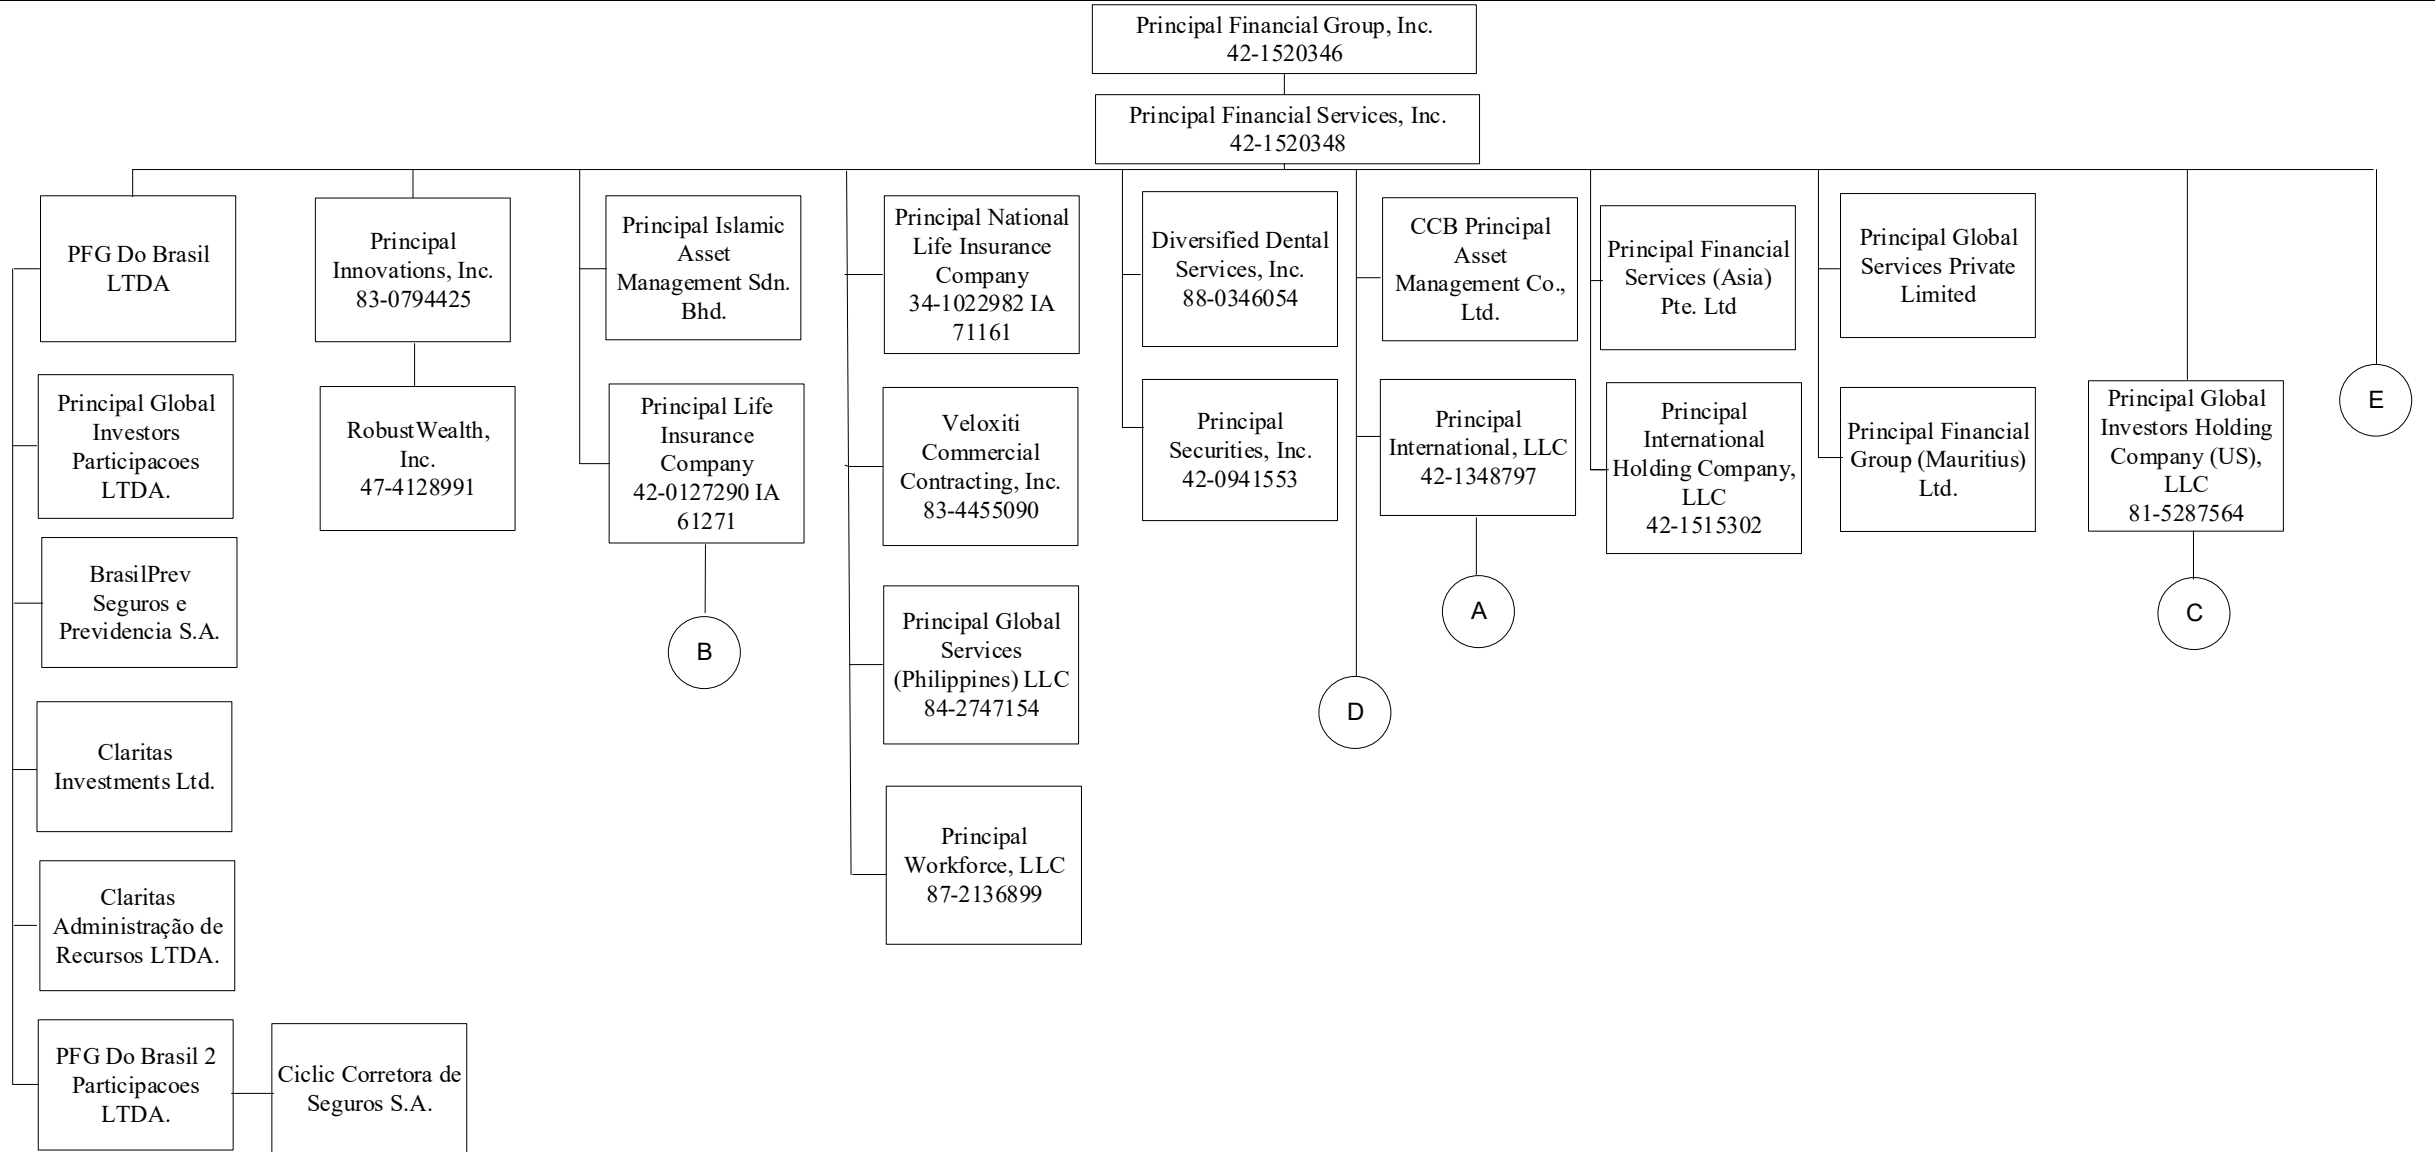 Principal Financial Group, Inc.
42-1520346
Principal Financial Services, Inc.
42-1520348
PFG Do Brasil
LTDA
Principal
Innovations, Inc.
83-0794425
Principal Islamic
Asset
Management Sdn.
Bhd.
Principal National
Life Insurance
Company
34-1022982 IA
71161
Diversified Dental
Services, Inc.
88-0346054
CCB Principal
Asset
Management Co.,
Ltd.
Principal Financial
Services (Asia)
Pte. Ltd
Principal Global
Services Private
Limited
Principal Global
Investors
Participacoes
LTDA.
RobustWealth,
Inc.
47-4128991
Principal Life
Insurance
Company
42-0127290 IA
61271
Veloxiti
Commercial
Contracting, Inc.
83-4455090
Principal
Securities, Inc.
42-0941553
Principal
International, LLC
42-1348797
Principal
International
Holding Company,
LLC
42-1515302
Principal Financial
Group (Mauritius)
Ltd.
Principal Global
Investors Holding
Company (US),
LLC
81-5287564
E
BrasilPrev
Seguros e
Previdencia S.A.
B
Principal Global
Services
(Philippines) LLC
84-2747154
A
C
D
Claritas
Investments Ltd.
Principal
Workforce, LLC
87-2136899
Claritas
Administração de
Recursos LTDA.
PFG Do Brasil 2
Participacoes
LTDA.
Ciclic Corretora de
Seguros S.A.